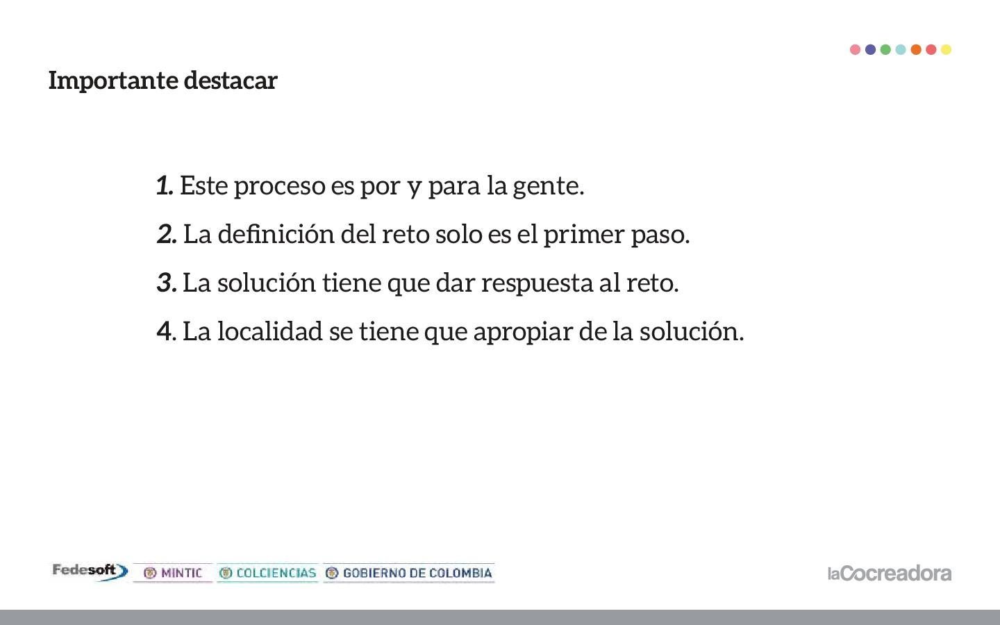 Importante destacar
1. Este proceso es por y para la gente.
2. La definición del reto solo es el primer paso.
3. La solución tiene que dar respuesta al reto.
4. La localidad se tiene que apropiar de la solución.
Fedesoft MINTIC COLCIENCIAS GOBIERNO DE COLOMBIA laCocreadora